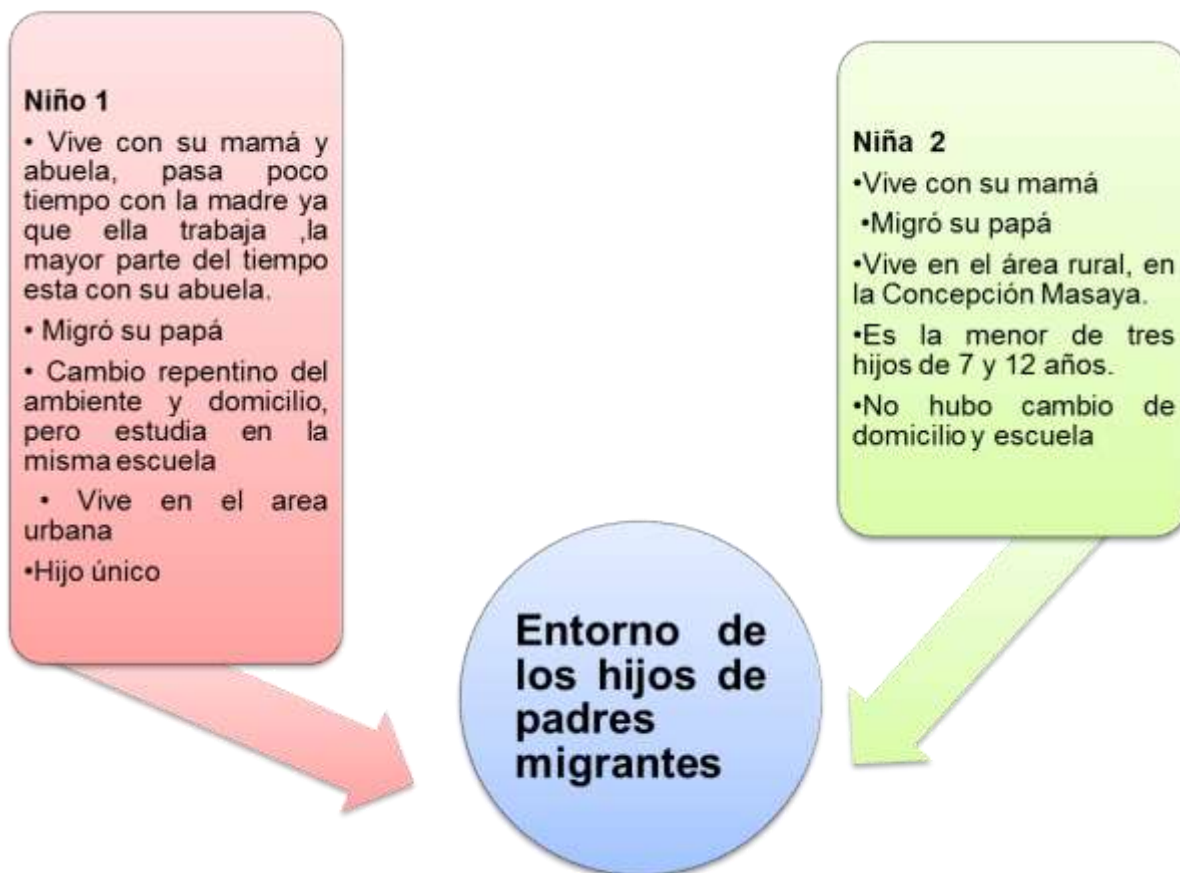 Niño 1
• Vive con su mamá y
abuela, pasa poco
tiempo con la madre ya
que ella trabaja ,la
mayor parte del tiempo
esta con su abuela.
• Migró su papá
• Cambio repentino del
ambiente y domicilio,
pero estudia en la
misma escuela
• Vive en el area
urbana
•Hijo único
Niña 2
•Vive con su mamá
•Migró su papá
•Vive en el área rural, en
la Concepción Masaya.
•Es la menor de tres
hijos de 7 y 12 años.
•No hubo cambio de
domicilio y escuela
Entorno de
los hijos de
padres
migrantes